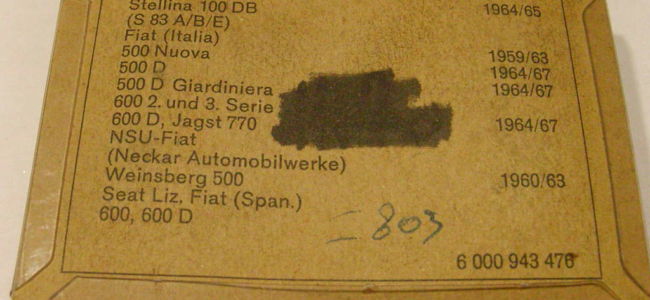 Stellina 100 DB 1964/65
(S 83 A/B/E)
Fiat (Italia)
500 Nuova 1959/63
500 D 1964/67
500 D Giardiniera 1964/67
600 2. und 3. Serie
600 D, Jagst 770 1964/67
NSU-Fiat
(Neckar Automobilwerke)
Weinsberg 500 1960/63
Seat Liz. Fiat (Span.)
600, 600 D
= 803
6 000 943 476